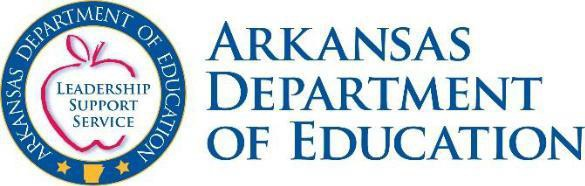 ARKANSAS DEPARTMENT OF EDUCATION
LEADERSHIP
SUPPORT
SERVICE
ARKANSAS
DEPARTMENT
OF EDUCATION